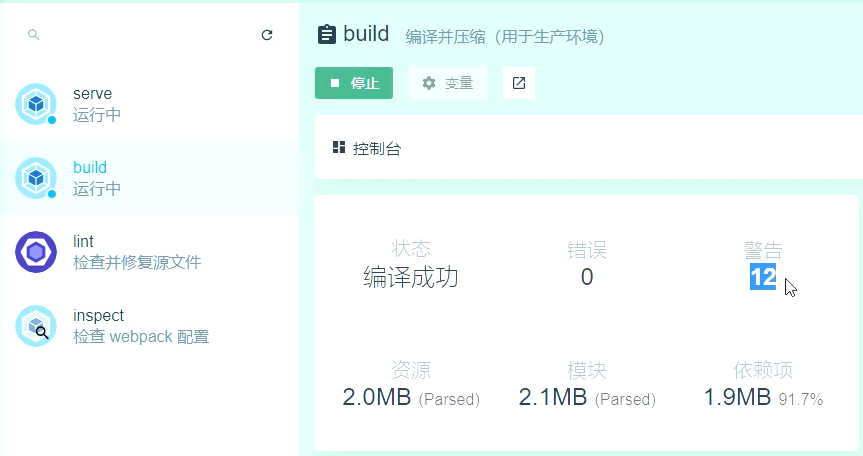 serve
运行中
build
运行中
lint
检查并修复源文件
inspect
检查 webpack 配置
build 编译并压缩（用于生产环境）
停止 变量
控制台
状态 错误 警告
编译成功 0 12
资源 模块 依赖项
2.0MB (Parsed) 2.1MB (Parsed) 1.9MB 91.7%